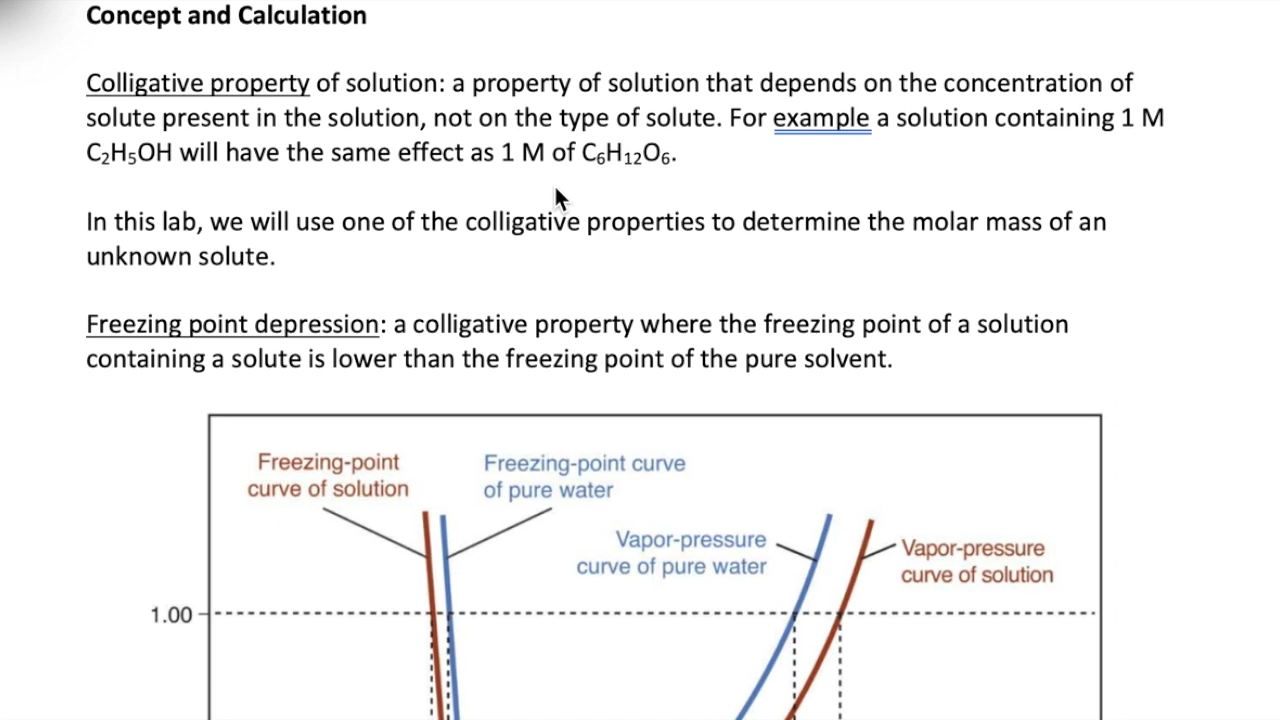 Concept and Calculation
Colligative property of solution: a property of solution that depends on the concentration of
solute present in the solution, not on the type of solute. For example a solution containing 1 M
C₂H₅OH will have the same effect as 1 M of C₆H₁₂O₆.
In this lab, we will use one of the colligative properties to determine the molar mass of an
unknown solute.
Freezing point depression: a colligative property where the freezing point of a solution
containing a solute is lower than the freezing point of the pure solvent.
Freezing-point
curve of solution
Freezing-point curve
of pure water
Vapor-pressure
curve of pure water
Vapor-pressure
curve of solution
1.00